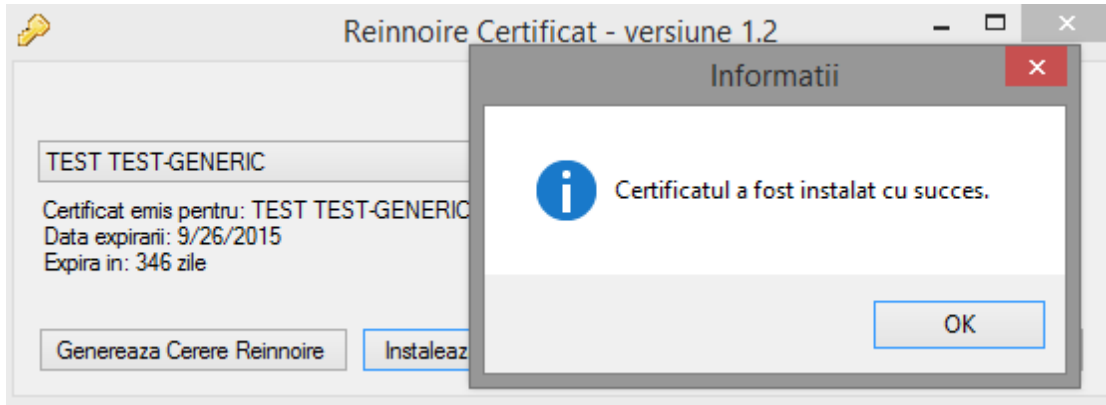 Reinnoire Certificat - versiune 1.2
Informatii
TEST TEST-GENERIC
Certificat emis pentru: TEST TEST-GENERIC
Data expirarii: 9/26/2015
Expira in: 346 zile
Certificatul a fost instalat cu succes.
OK
Genereaza Cerere Reinnoire
Instaleaz